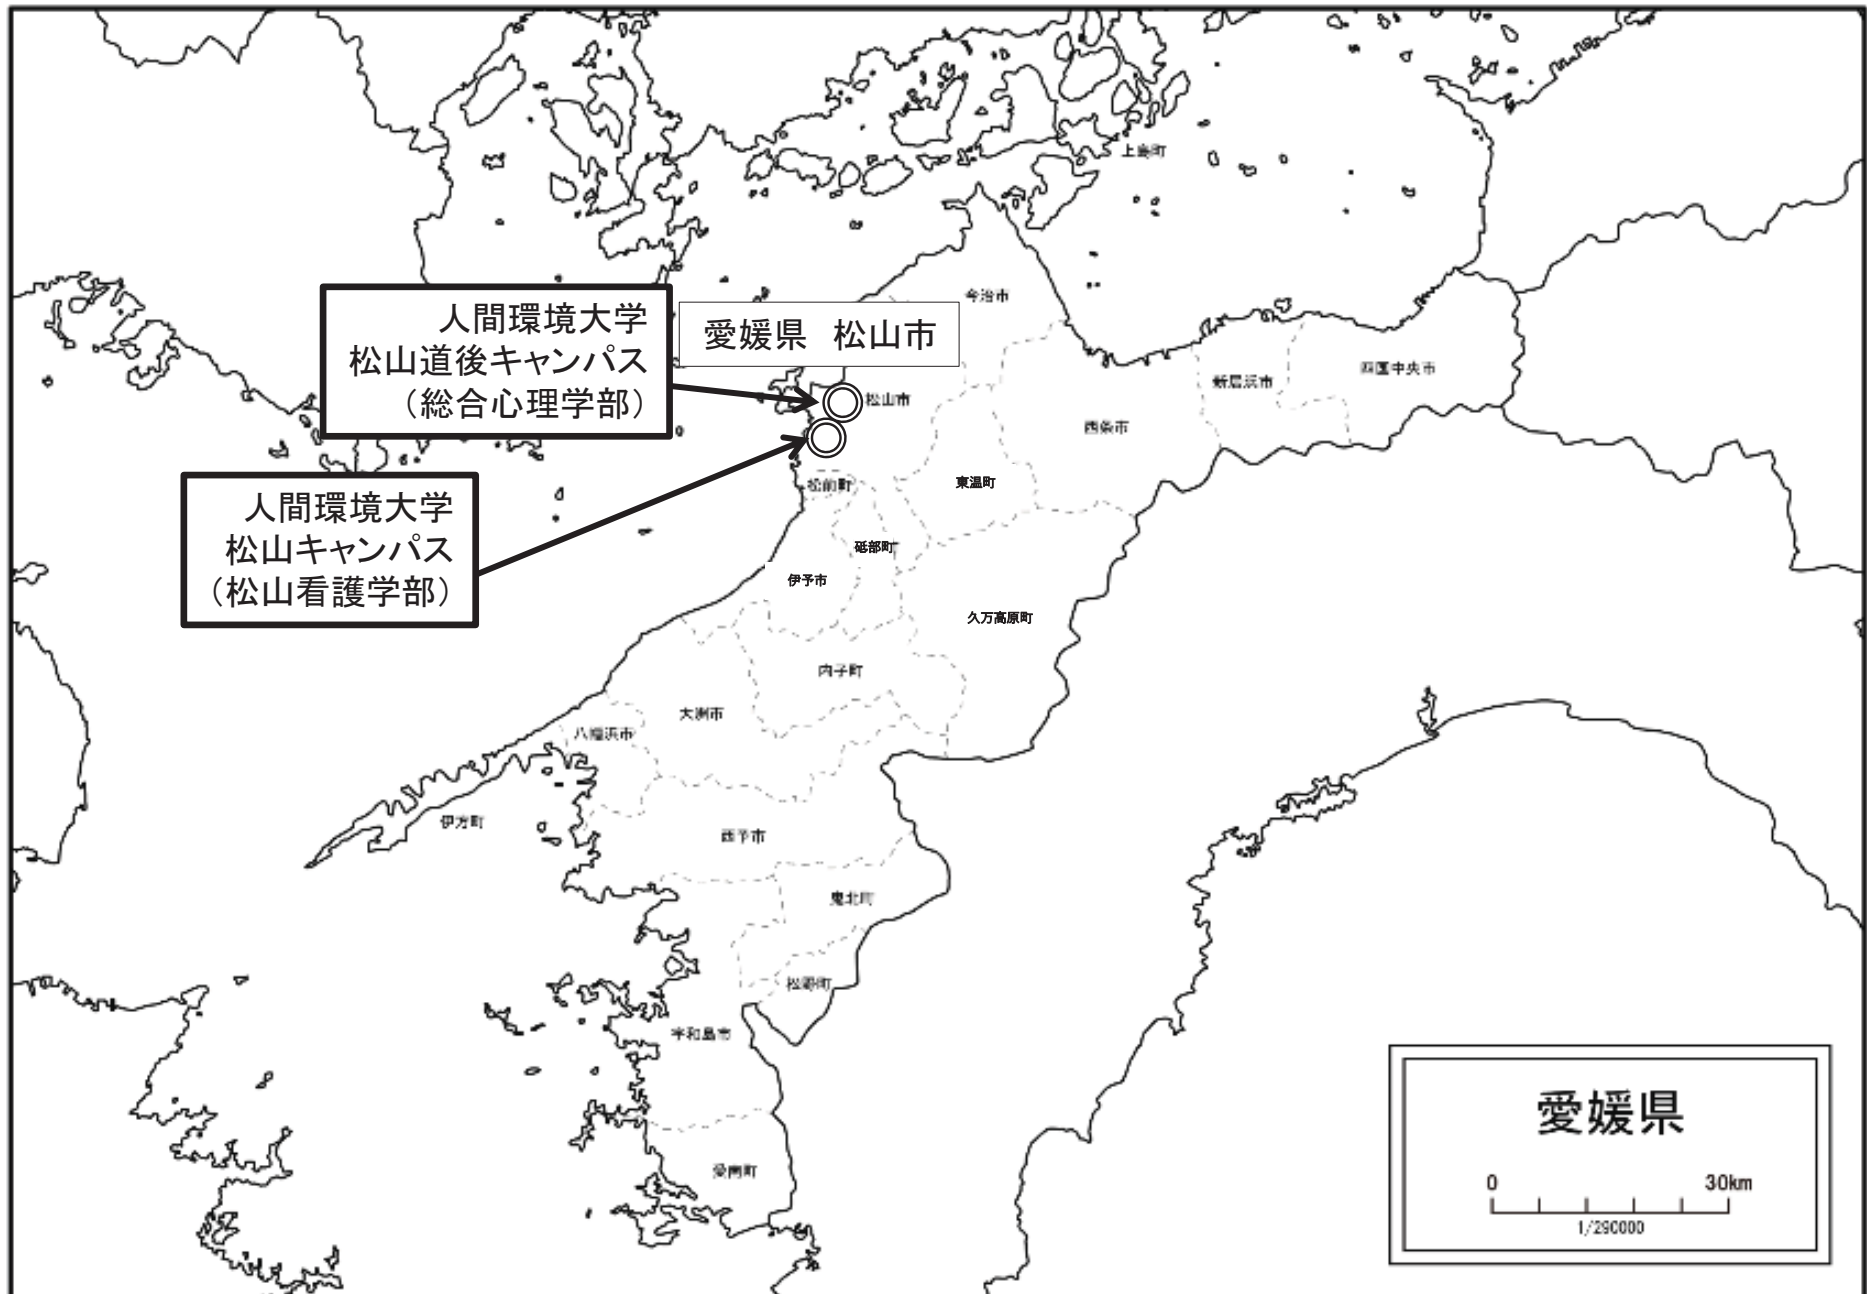 上島町
今治市
人間環境大学
松山道後キャンパス
（総合心理学部）
愛媛県　松山市
四国中央市
新居浜市
松山市
西条市
人間環境大学
松山キャンパス
（松山看護学部）
松前町
東温町
砥部町
伊予市
久万高原町
内子町
大洲市
八幡浜市
伊方町
西予市
鬼北町
松野町
宇和島市
愛南町
愛媛県
0 30km
1/290000